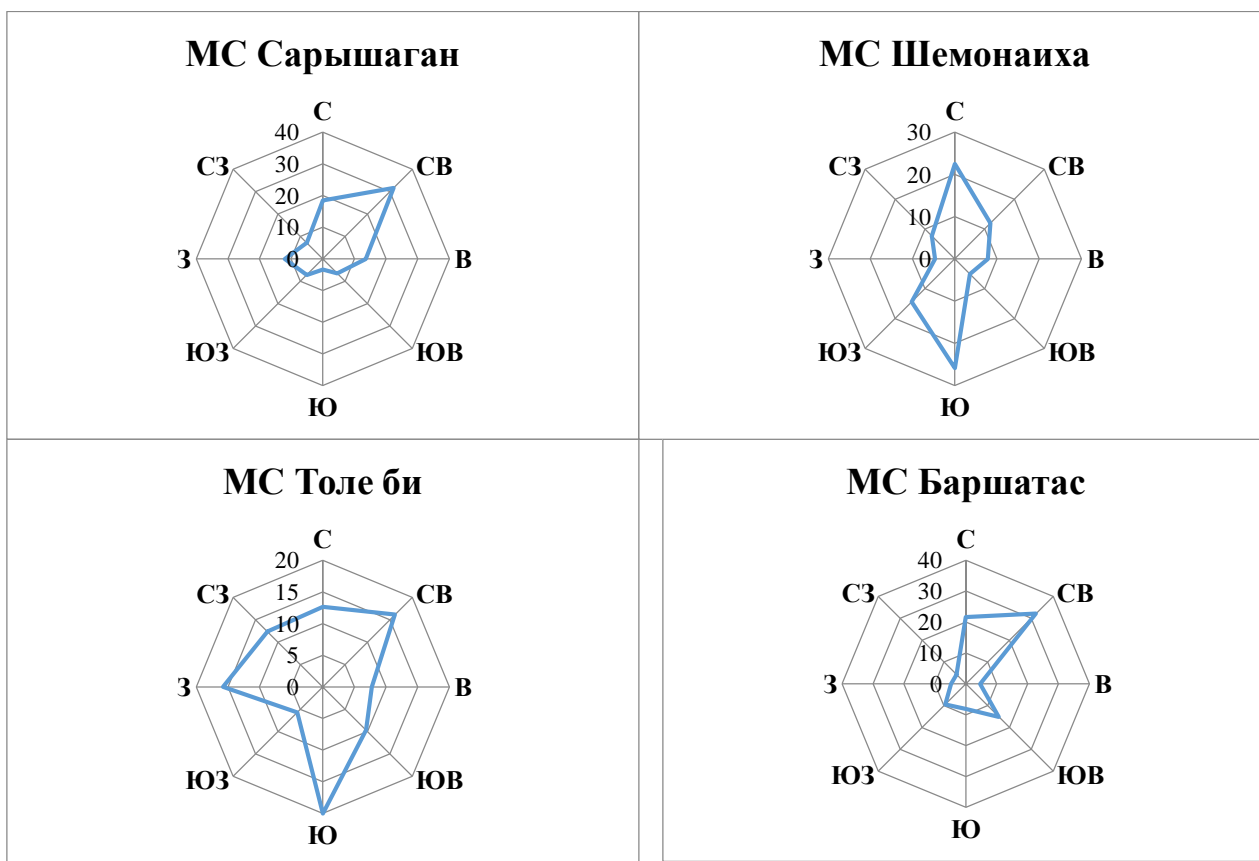 МС Сарышаган
С
40
СЗ
СВ
30
20
10
З
0
В
ЮЗ
ЮВ
Ю
МС Шемонаиха
С
30
СЗ
СВ
20
10
З
0
В
ЮЗ
ЮВ
Ю
МС Толе би
С
20
СЗ
СВ
15
10
5
З
0
В
ЮЗ
ЮВ
Ю
МС Баршатас
С
40
СЗ
СВ
30
20
10
З
0
В
ЮЗ
ЮВ
Ю